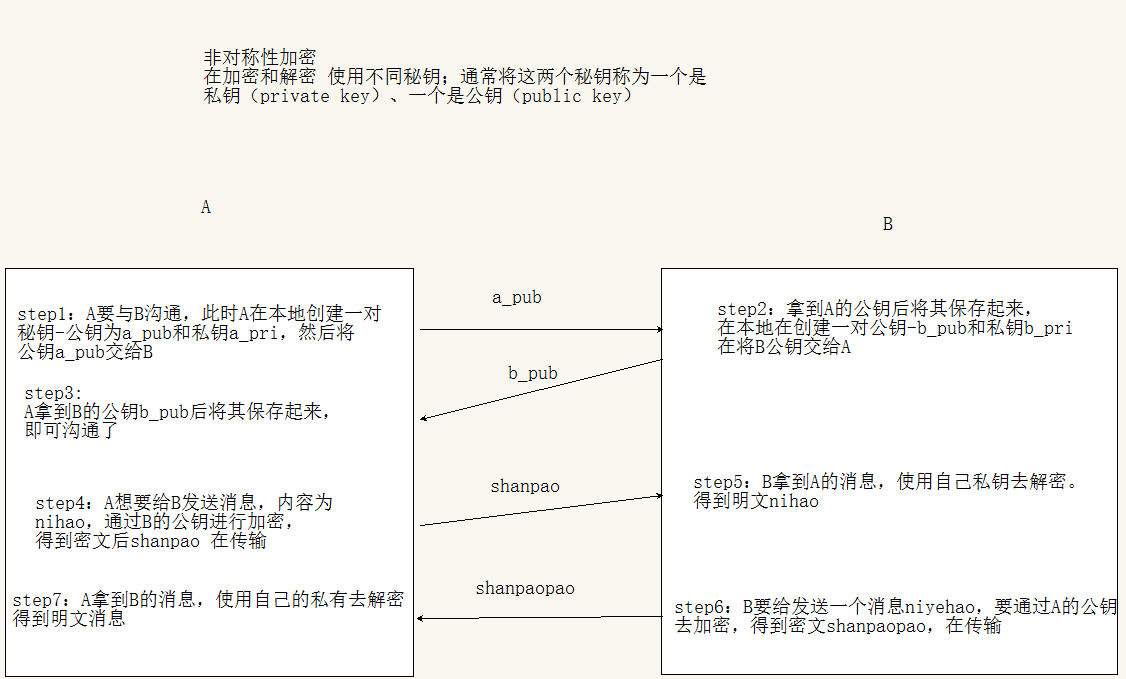 非对称性加密
在加密和解密 使用不同秘钥；通常将这两个秘钥称为一个是
私钥（private key）、一个是公钥（public key）
A
B
step1：A要与B沟通，此时A在本地创建一对
秘钥-公钥为a_pub和私钥a_pri，然后将
公钥a_pub交给B
a_pub
step2：拿到A的公钥后将其保存起来，
在本地在创建一对公钥-b_pub和私钥b_pri
在将B公钥交给A
b_pub
step3:
A拿到B的公钥b_pub后将其保存起来，
即可沟通了
step4：A想要给B发送消息，内容为
nihao，通过B的公钥进行加密，
得到密文后shanpao 在传输
shanpao
step5：B拿到A的消息，使用自己私钥去解密。
得到明文nihao
shanpaopao
step6：B要给发送一个消息niyehao，要通过A的公钥
去加密，得到密文shanpaopao，在传输
step7：A拿到B的消息，使用自己的私有去解密
得到明文消息